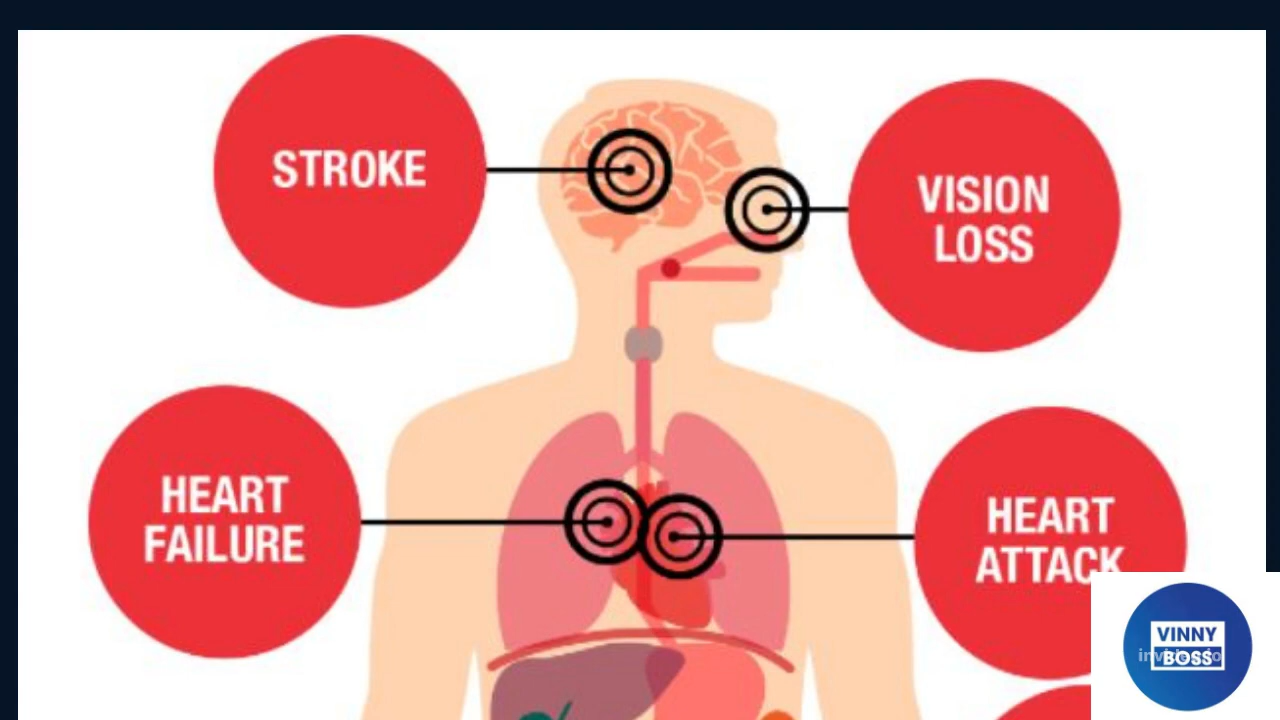 STROKE
VISION
LOSS
HEART
FAILURE
HEART
ATTACK
VINNY
BOSS